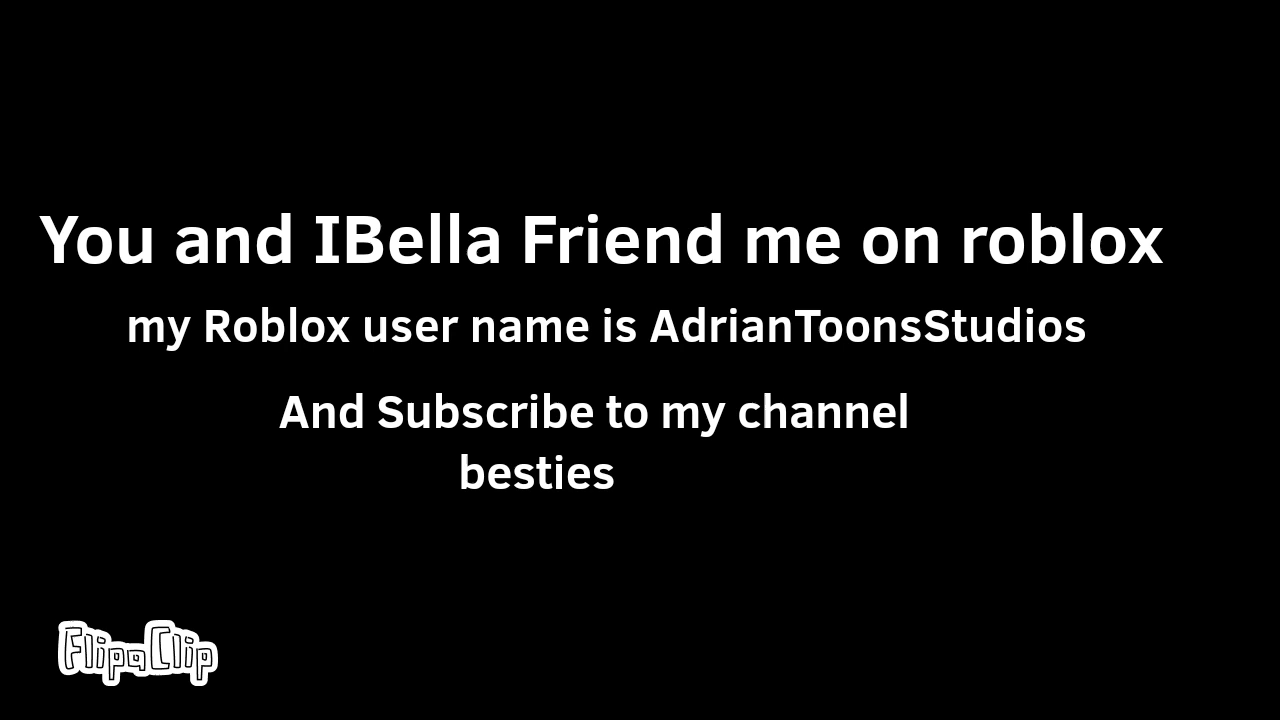 You and IBella Friend me on roblox
my Roblox user name is AdrianToonsStudios
And Subscribe to my channel
besties
FlipaClip